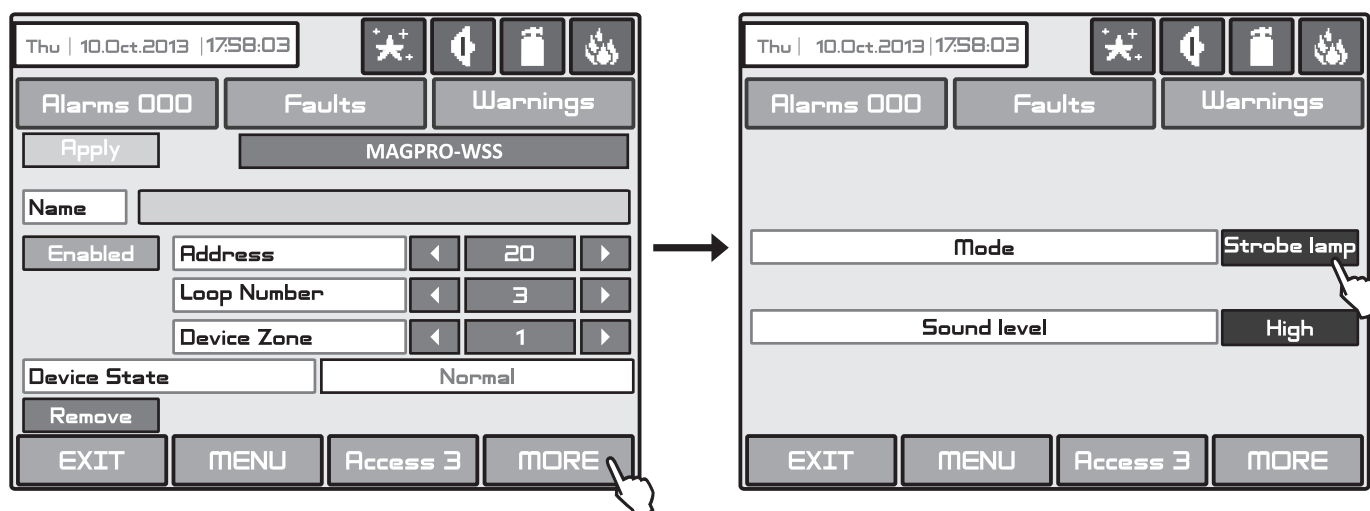 Thu | 10.Oct.2013 | 17:58:03
Alarms 000 Faults Warnings
Apply MAGPRO-WSS
Name
Enabled Address 20
Loop Number 3
Device Zone 1
Device State Normal
Remove
EXIT MENU Access 3 MORE
Thu | 10.Oct.2013 | 17:58:03
Alarms 000 Faults Warnings
Mode Strobe lamp
Sound level High
EXIT MENU Access 3 MORE